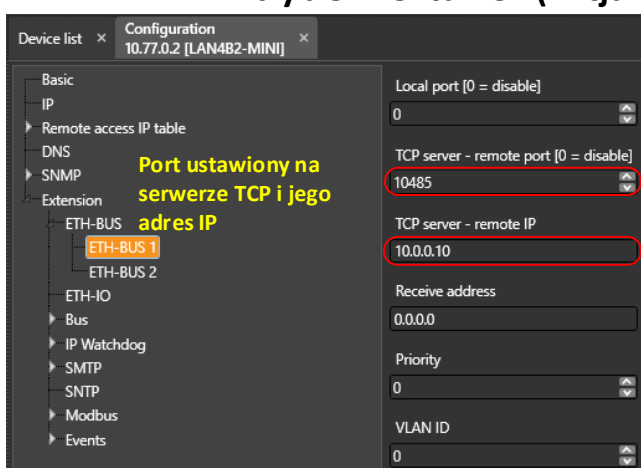 Device list × Configuration ×
10.77.0.2 [LAN4B2-MINI]
Basic
IP
Remote access IP table
DNS
SNMP
Extension
ETH-BUS
ETH-BUS 1
ETH-BUS 2
ETH-IO
Bus
IP Watchdog
SMTP
SNTP
Modbus
Events
Port ustawiony na
serwerze TCP i jego
adres IP
Local port [0 = disable]
0
TCP server - remote port [0 = disable]
10485
TCP server - remote IP
10.0.0.10
Receive address
0.0.0.0
Priority
0
VLAN ID
0